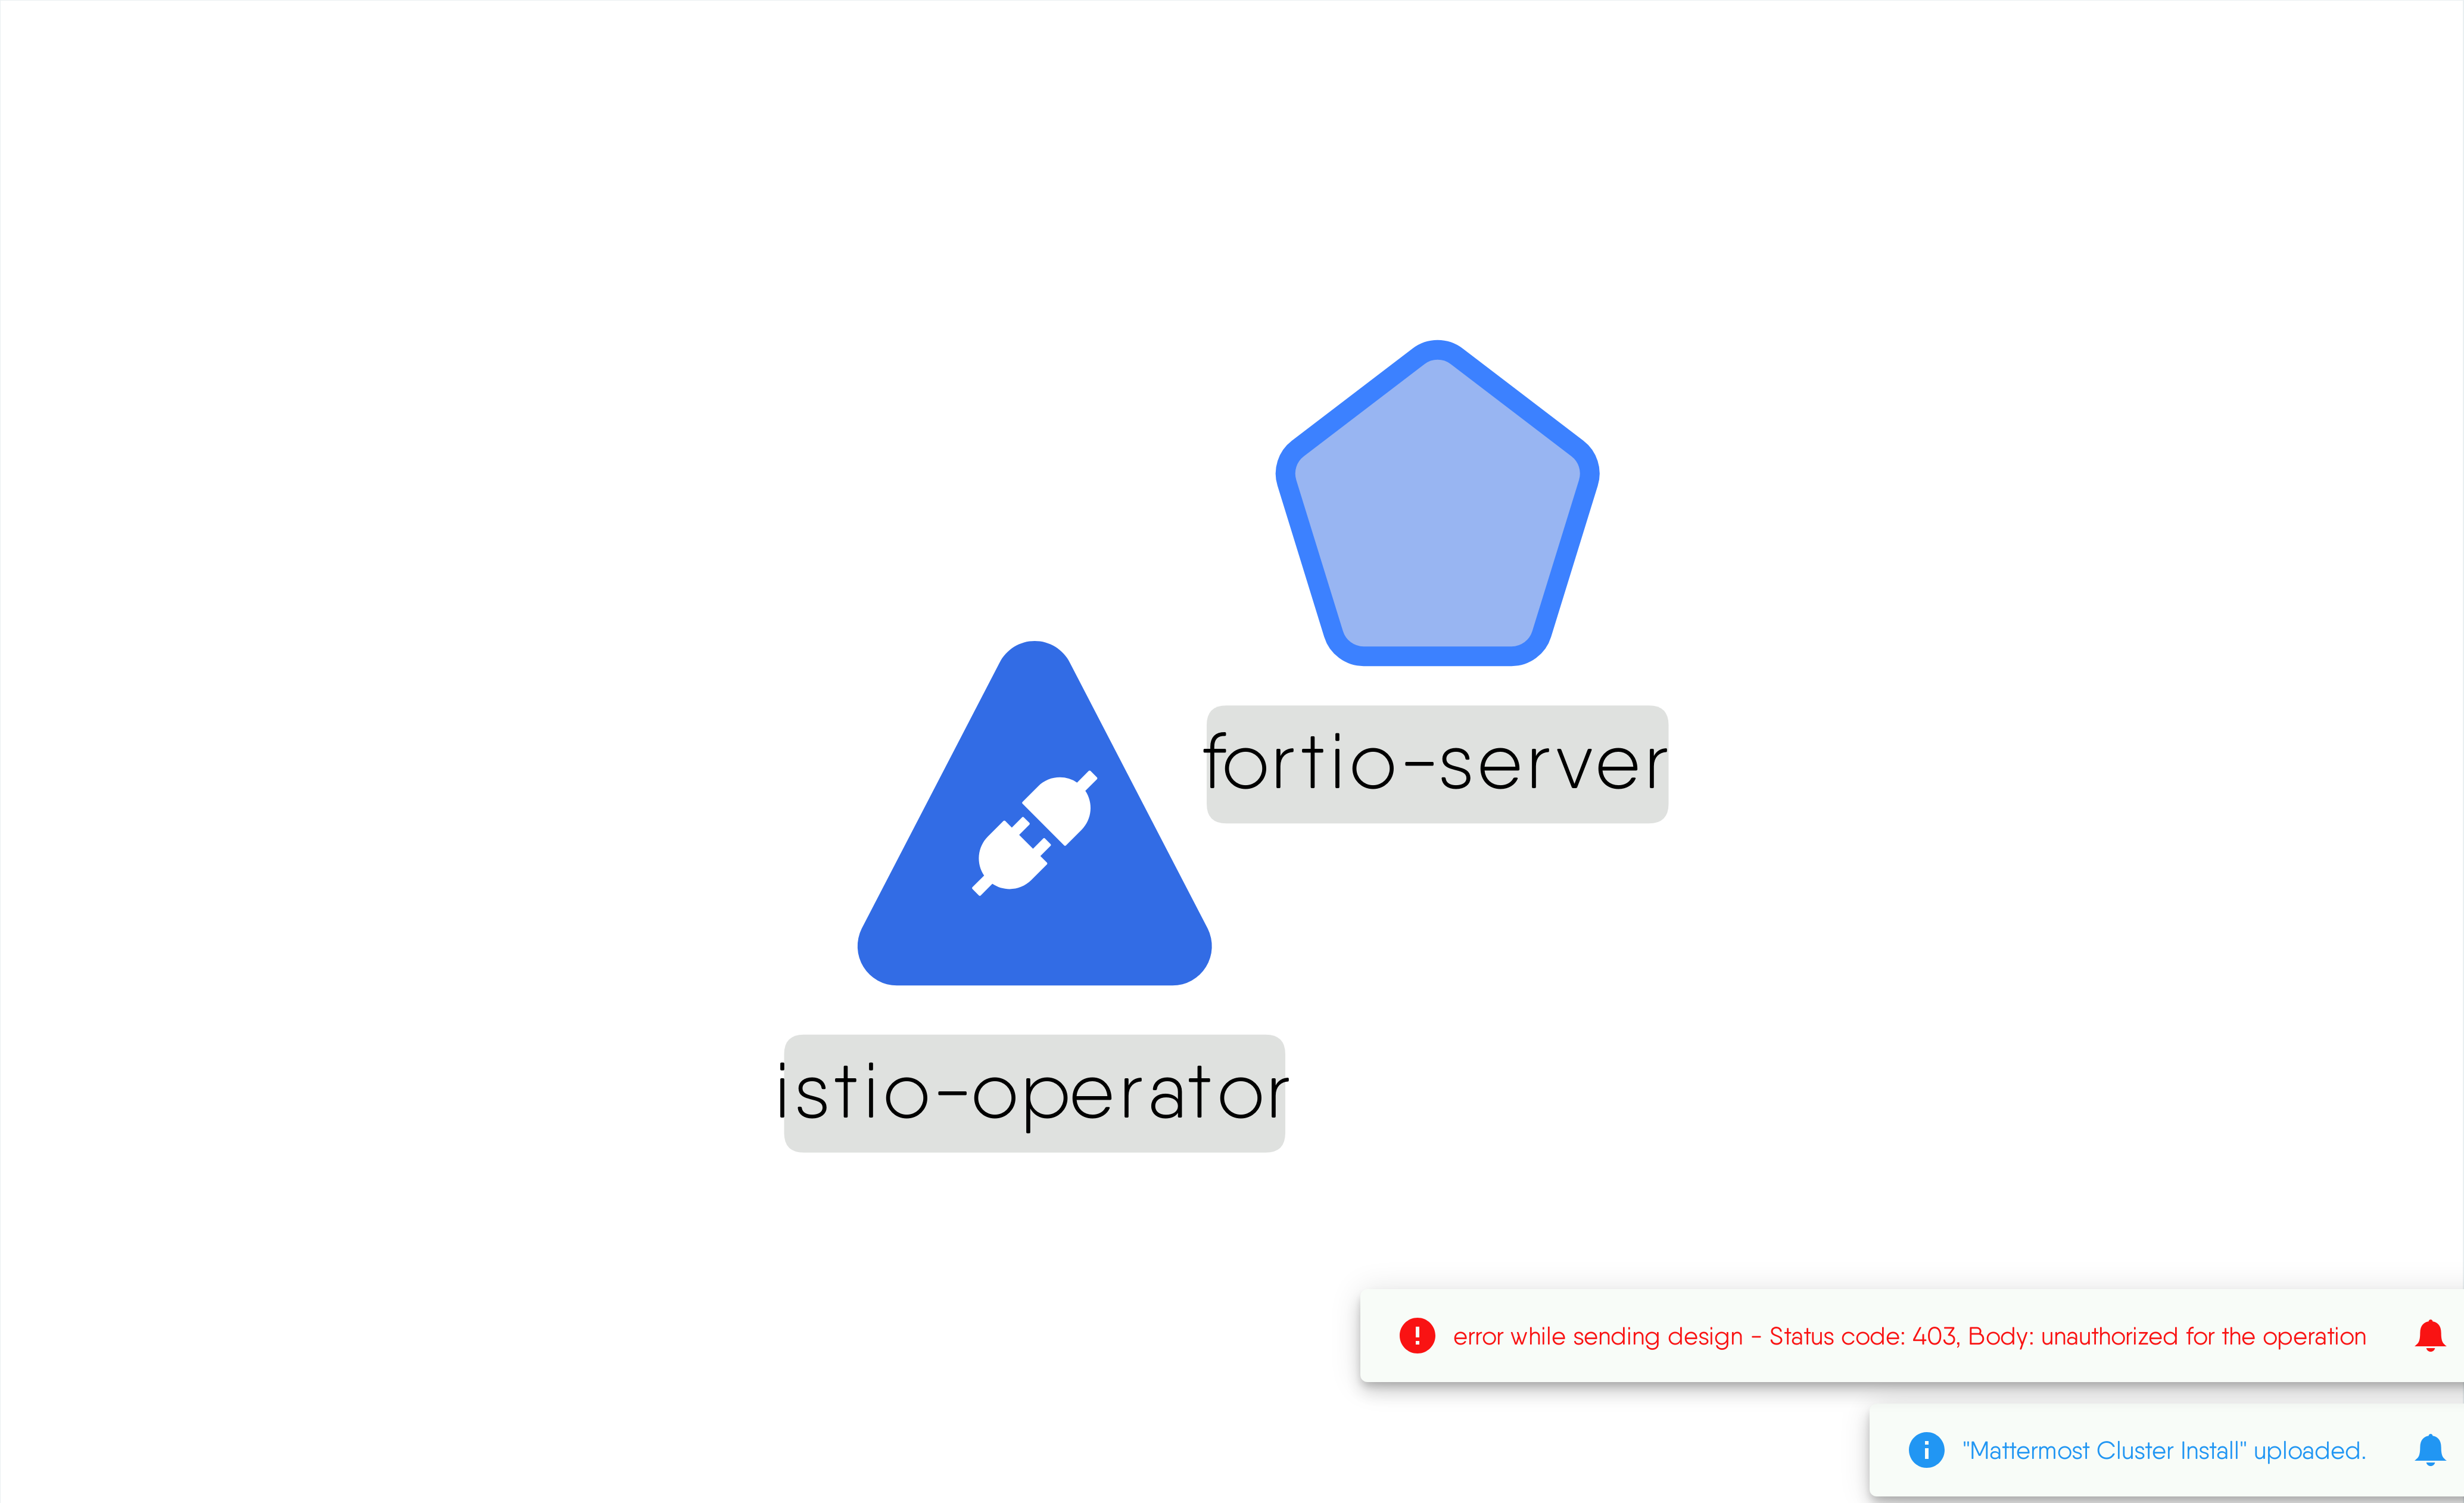 fortio-server
istio-operator
error while sending design - Status code: 403, Body: unauthorized for the operation
"Mattermost Cluster Install" uploaded.